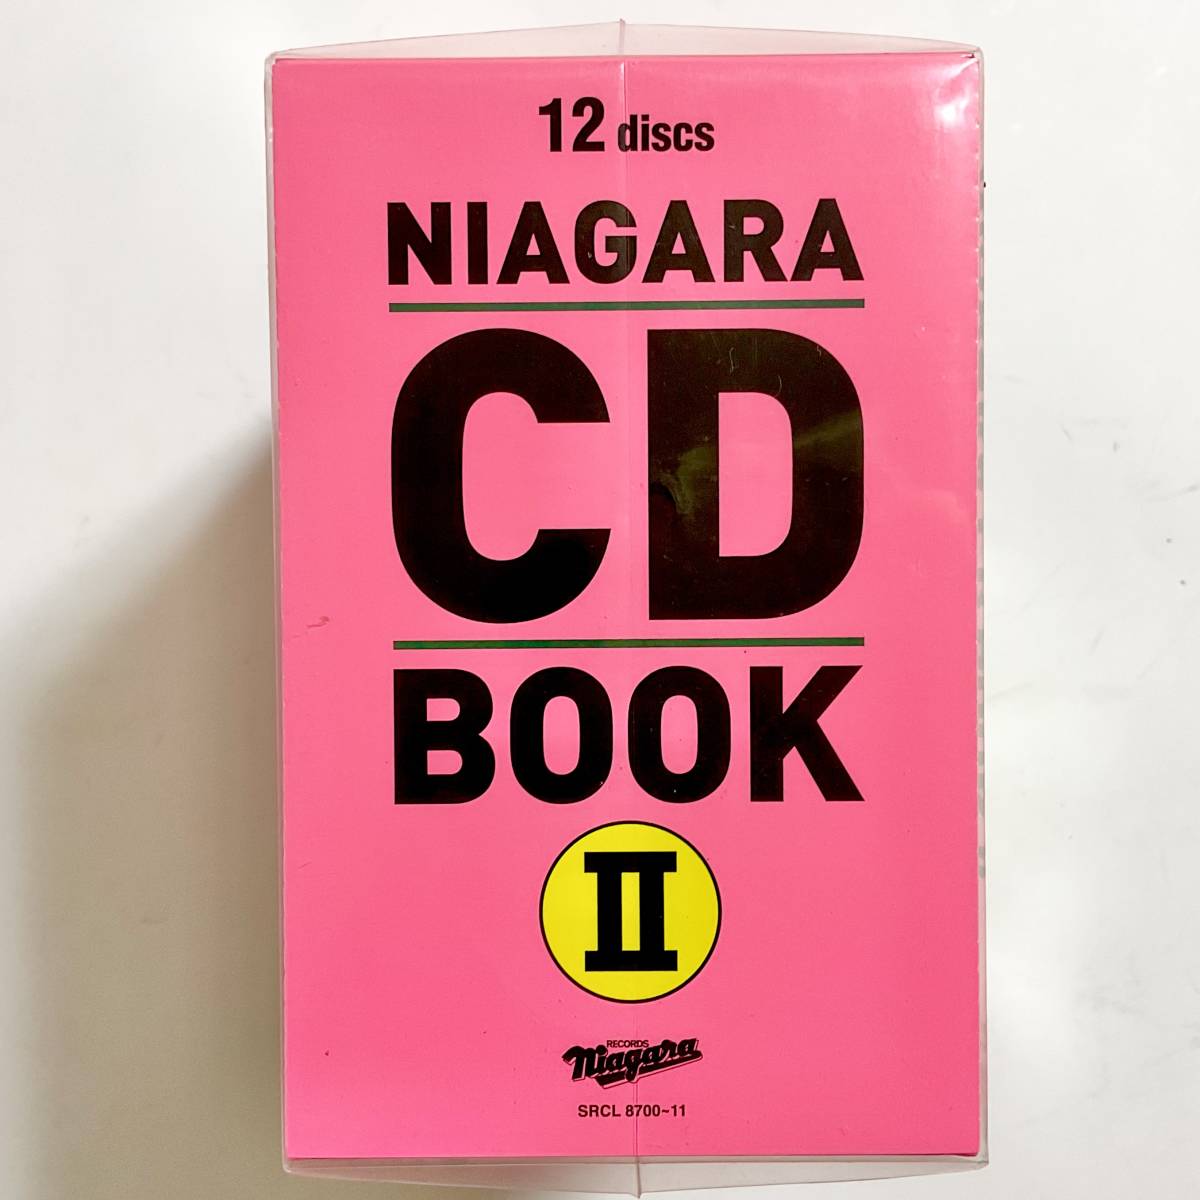 12 discs
NIAGARA
CD
BOOK
II
RECORDS
Niagara
SRCL 8700~11